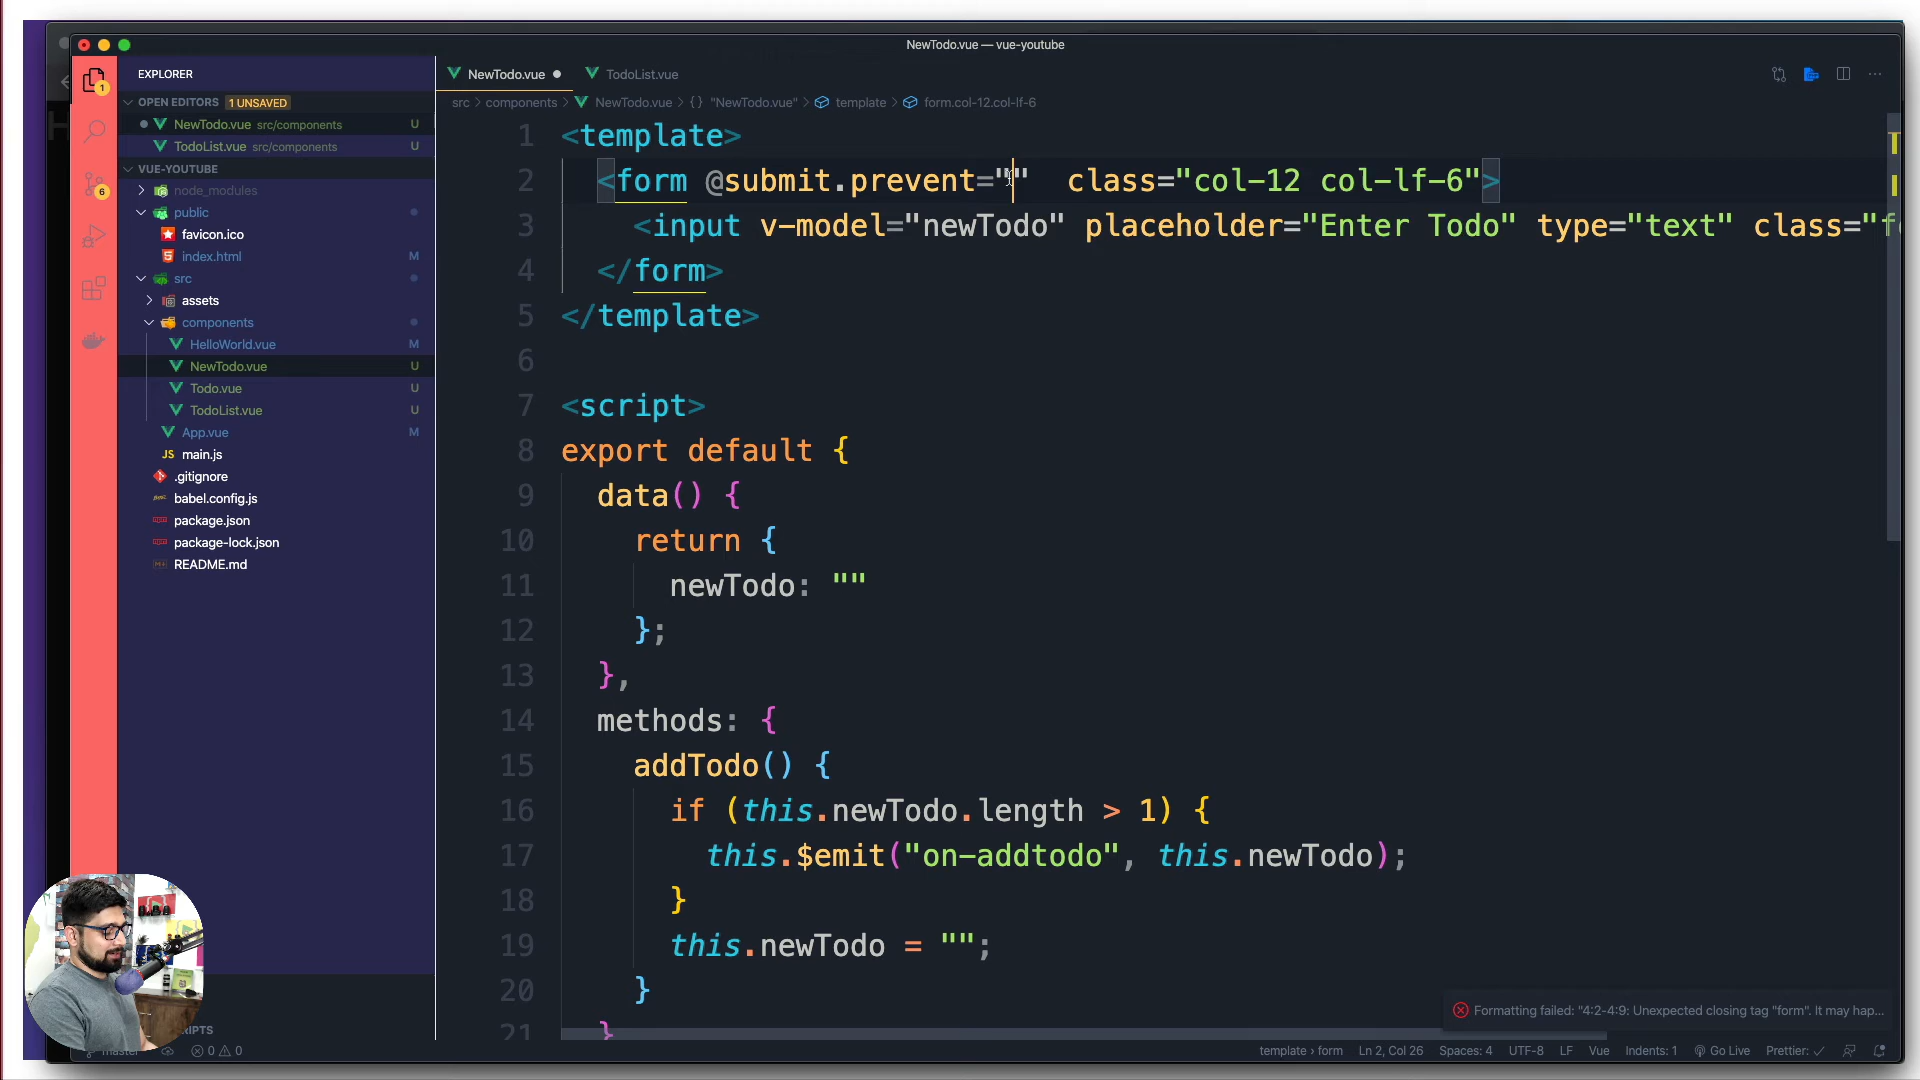 NewTodo.vue — vue-youtube
EXPLORER
NewTodo.vue
TodoList.vue
OPEN EDITORS 1 UNSAVED
src > components > NewTodo.vue > {} "NewTodo.vue" > template > form.col-12.col-lf-6
NewTodo.vue src/components U
TodoList.vue src/components U
VUE-YOUTUBE
node_modules
public
favicon.ico
index.html M
src
assets
components
HelloWorld.vue M
NewTodo.vue U
Todo.vue U
TodoList.vue U
App.vue M
JS main.js
.gitignore
babel.config.js
package.json
package-lock.json
README.md
1
6
1 <template>
2 <form @submit.prevent="" class="col-12 col-lf-6">
3 <input v-model="newTodo" placeholder="Enter Todo" type="text" class="f
4 </form>
5 </template>
6
7 <script>
8 export default {
9 data() {
10 return {
11 newTodo: ""
12 };
13 },
14 methods: {
15 addTodo() {
16 if (this.newTodo.length > 1) {
17 this.$emit("on-addtodo", this.newTodo);
18 }
19 this.newTodo = "";
20 }
21 }
Formatting failed: "4:2-4:9: Unexpected closing tag "form". It may hap...
RIPTS
master 0 0
template › form Ln 2, Col 26 Spaces: 4 UTF-8 LF Vue Indents: 1 Go Live Prettier: ✓